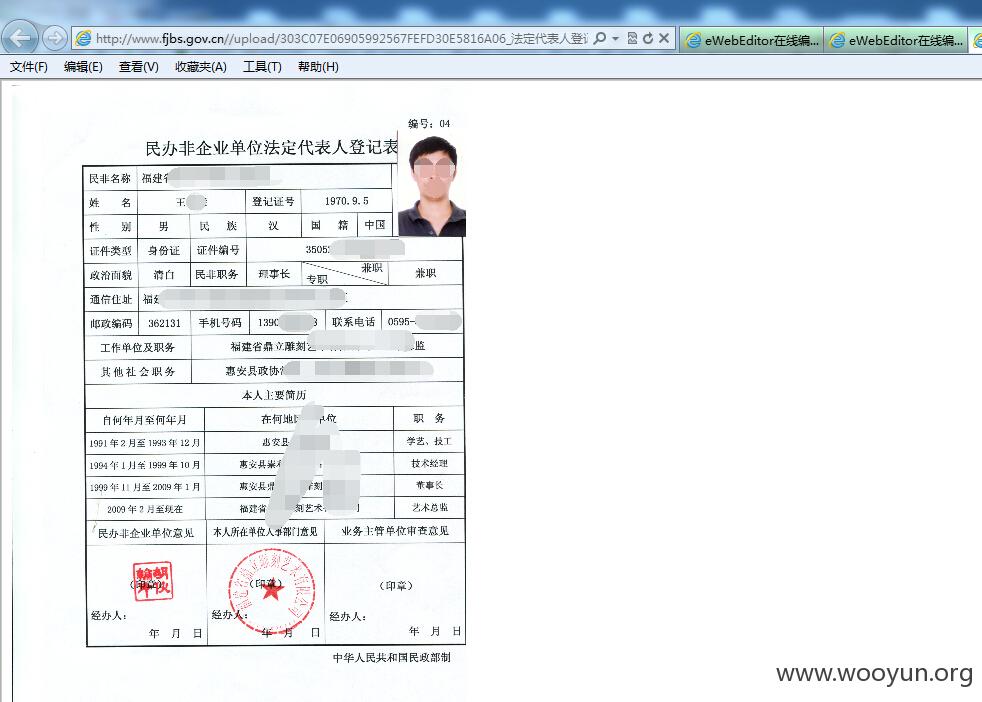 http://www.fjbs.gov.cn//upload/303C07E06905992567FEFD30E5816A06_法定代表人登记
eWebEditor在线编...
eWebEditor在线编...
文件(F) 编辑(E) 查看(V) 收藏夹(A) 工具(T) 帮助(H)
编号：04
民办非企业单位法定代表人登记表
民非名称 福建省
姓 名 王 登记证号 1970.9.5
性 别 男 民 族 汉 国 籍 中国
证件类型 身份证 证件编号 3505
政治面貌 清白 民非职务 理事长 专职 兼职 兼职
通信住址 福建
邮政编码 362131 手机号码 1390 3 联系电话 0595-
工作单位及职务 福建省鼎立雕刻艺 监
其他社会职务 惠安县政协常
本人主要简历
自何年月至何年月 在何地 单位 职 务
1991年2月至1993年12月 惠安县 学艺、技工
1994年1月至1999年10月 惠安县崇 技术经理
1999年11月至2009年1月 惠安县鼎 刻 董事长
2009年2月至现在 福建省 刻艺术 司 艺术总监
民办非企业单位意见 本人所在单位人事部门意见 业务主管单位审查意见
（印章） （印章） （印章）
福建省鼎立雕刻艺术有限公司
经办人： 经办人： 经办人：
年 月 日 年 月 日 年 月 日
中华人民共和国民政部制
www.wooyun.org